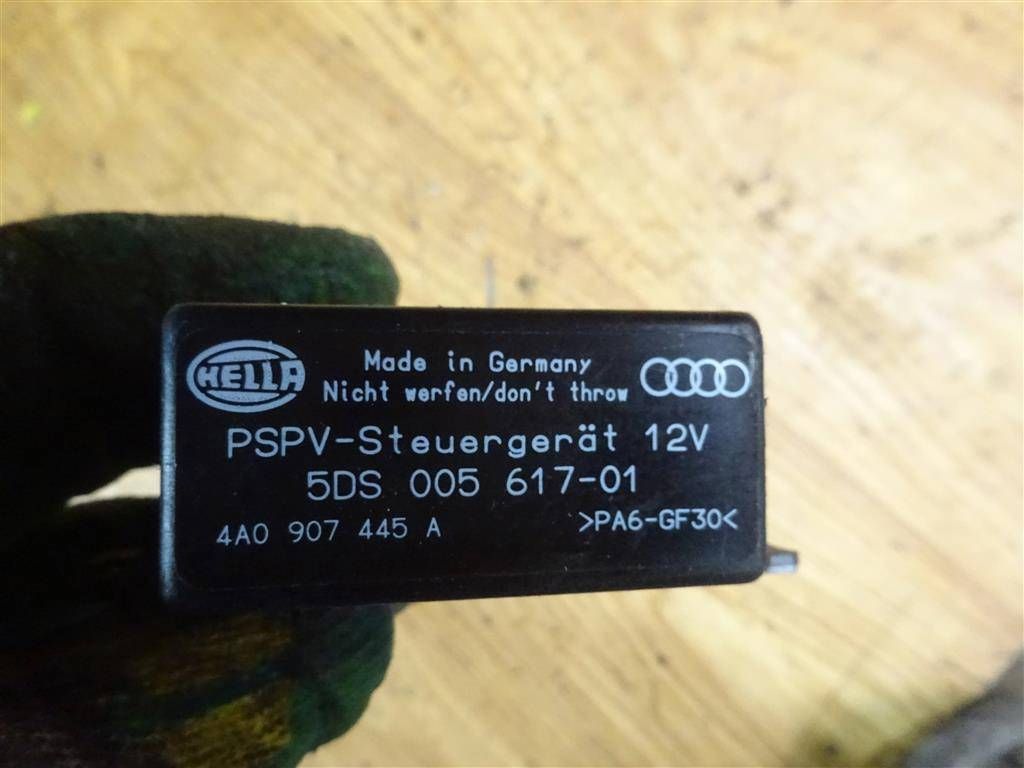 HELLA
Made in Germany
Nicht werfen/don't throw
PSPV-Steuergerät 12V
5DS 005 617-01
4A0 907 445 A >PA6-GF30<